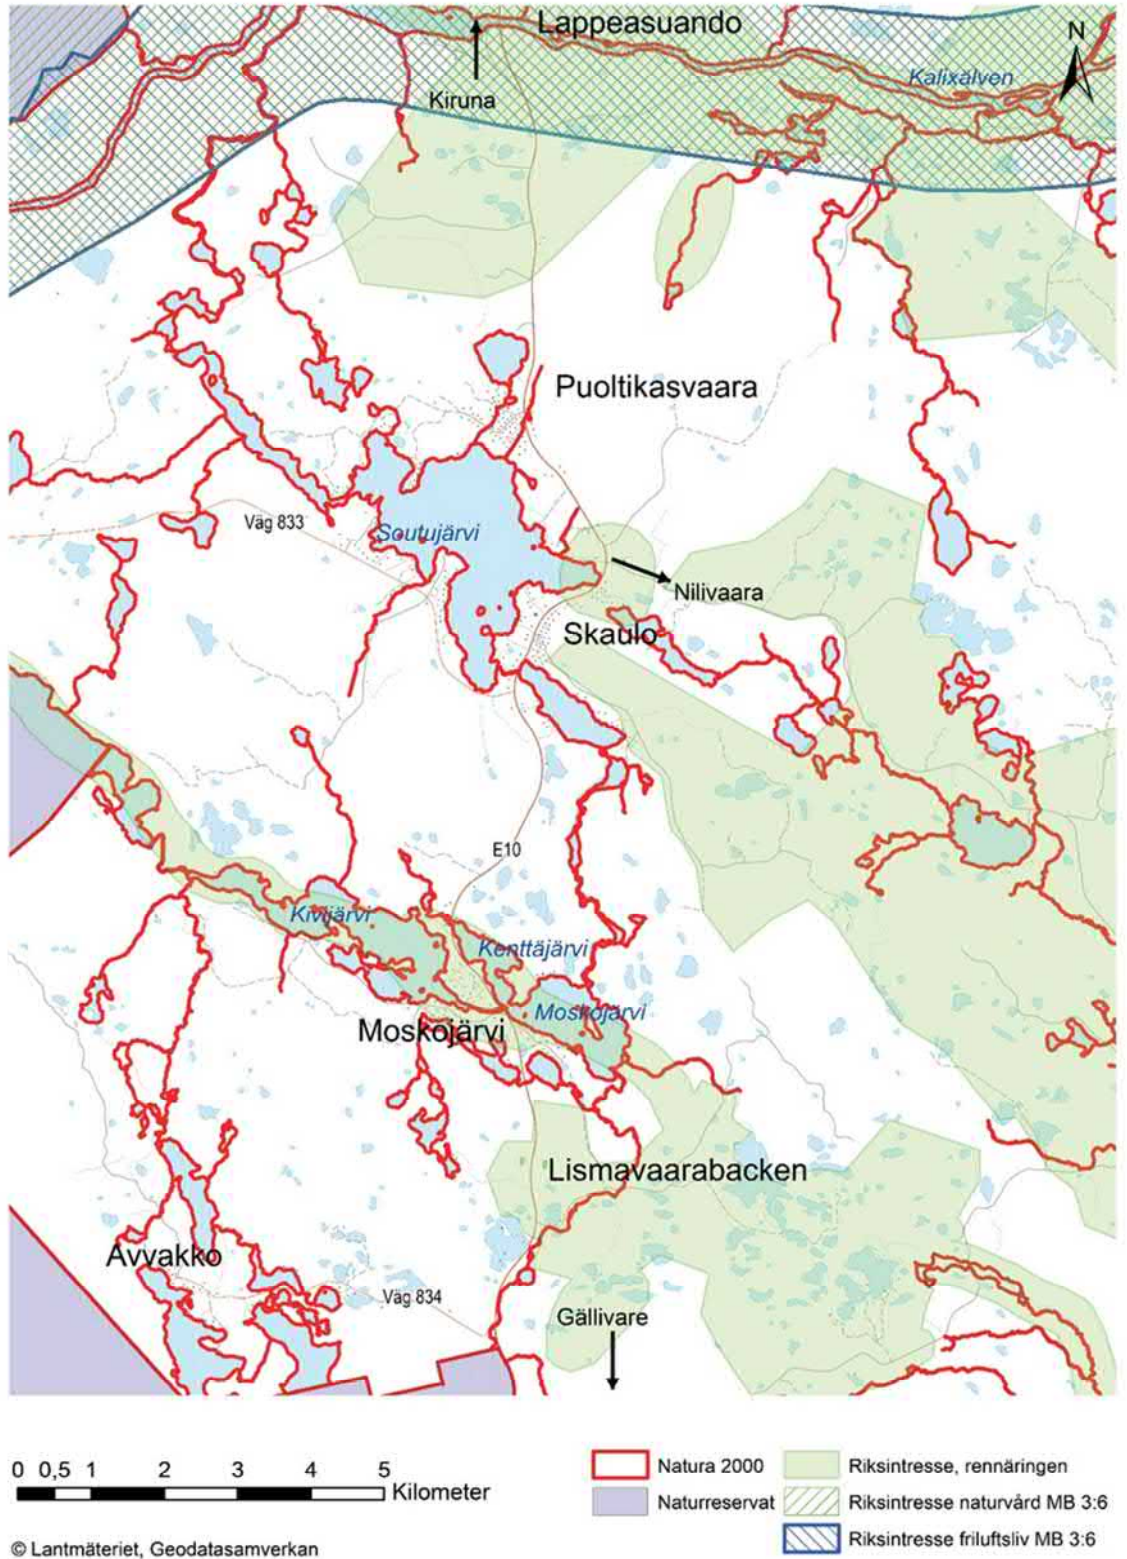 Lappeasuando
N
Kalixälven
Kiruna
Puoltikasvaara
Väg 833
Soutujärvi
Nilivaara
Skaulo
E10
Kivijärvi
Kenttäjärvi
Moskojärvi
Moskojärvi
Lismavaarabacken
Avvakko
Väg 834
Gällivare
0 0,5 1 2 3 4 5
Kilometer
Natura 2000
Riksintresse, rennäringen
Naturreservat
Riksintresse naturvård MB 3:6
Riksintresse friluftsliv MB 3:6
© Lantmäteriet, Geodatasamverkan